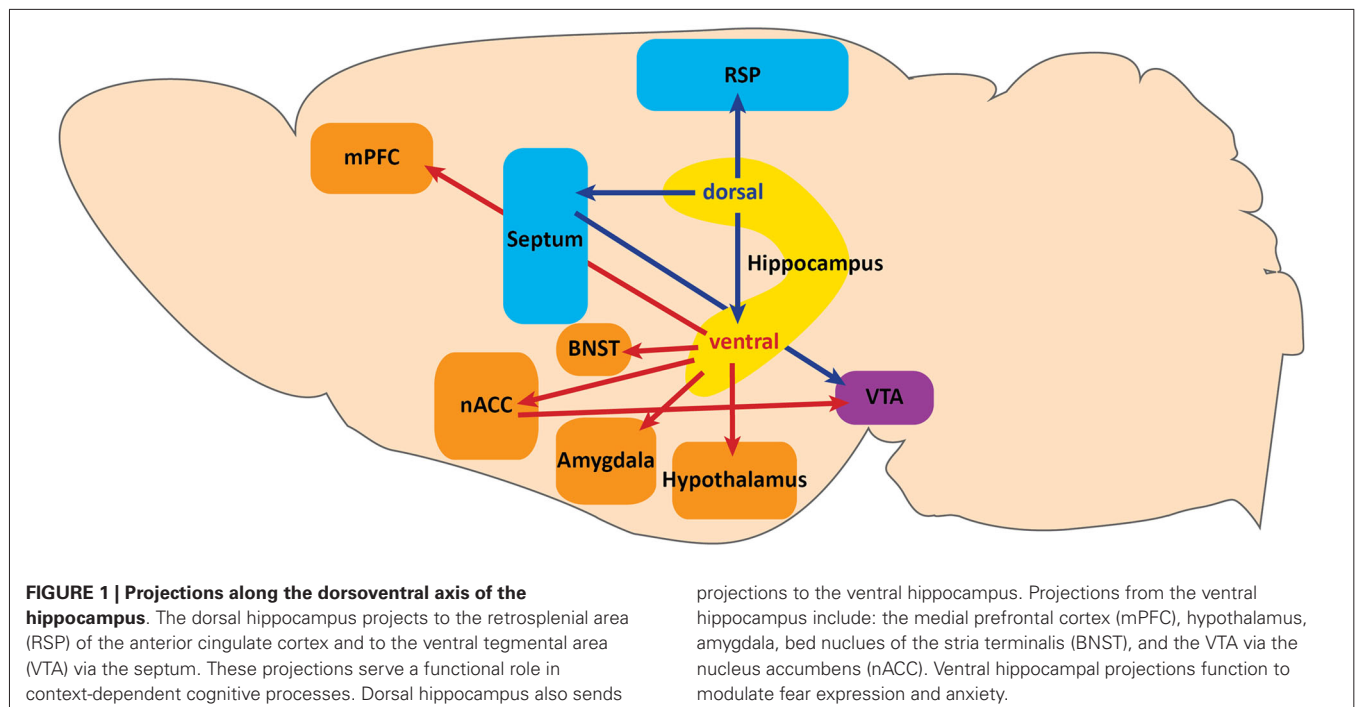 RSP
mPFC
dorsal
Septum
Hippocampus
ventral
BNST
VTA
nACC
Amygdala
Hypothalamus
FIGURE 1 | Projections along the dorsoventral axis of the
hippocampus. The dorsal hippocampus projects to the retrosplenial area
(RSP) of the anterior cingulate cortex and to the ventral tegmental area
(VTA) via the septum. These projections serve a functional role in
context-dependent cognitive processes. Dorsal hippocampus also sends
projections to the ventral hippocampus. Projections from the ventral
hippocampus include: the medial prefrontal cortex (mPFC), hypothalamus,
amygdala, bed nuclues of the stria terminalis (BNST), and the VTA via the
nucleus accumbens (nACC). Ventral hippocampal projections function to
modulate fear expression and anxiety.